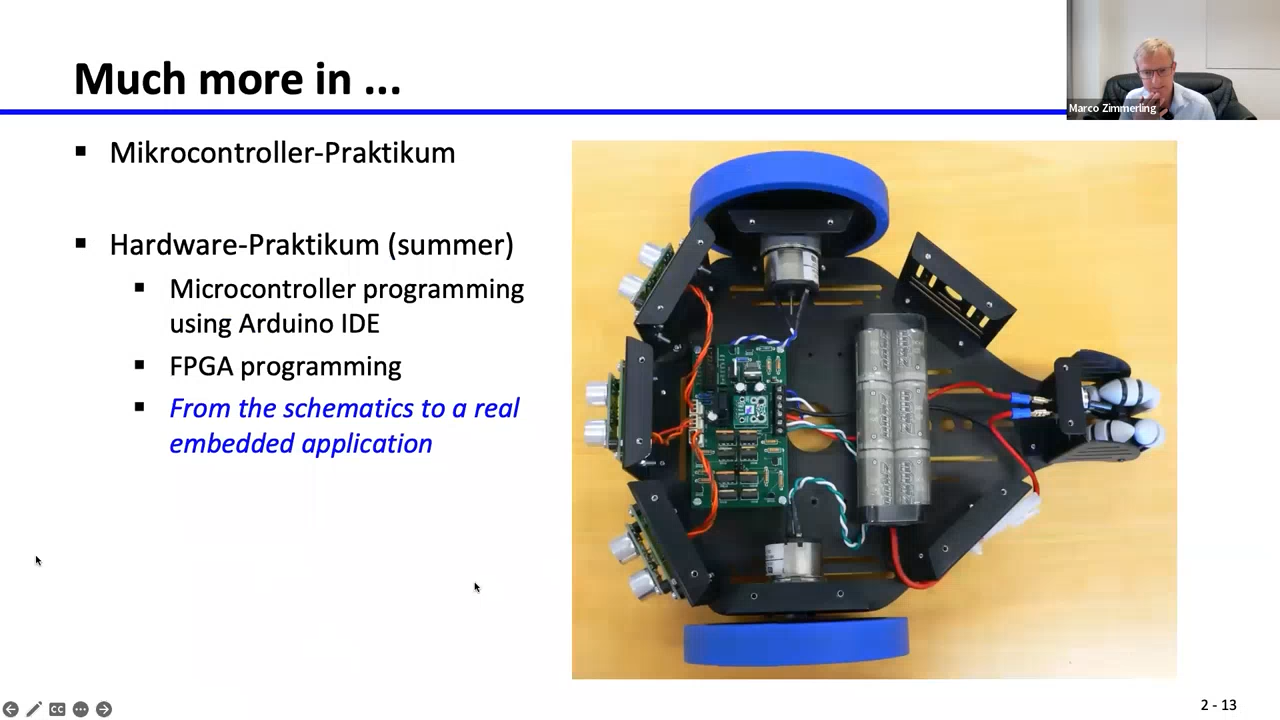 Much more in ...
Marco Zimmerling
▪ Mikrocontroller-Praktikum
▪ Hardware-Praktikum (summer)
▪ Microcontroller programming
using Arduino IDE
▪ FPGA programming
▪ From the schematics to a real
embedded application
CC
2 - 13